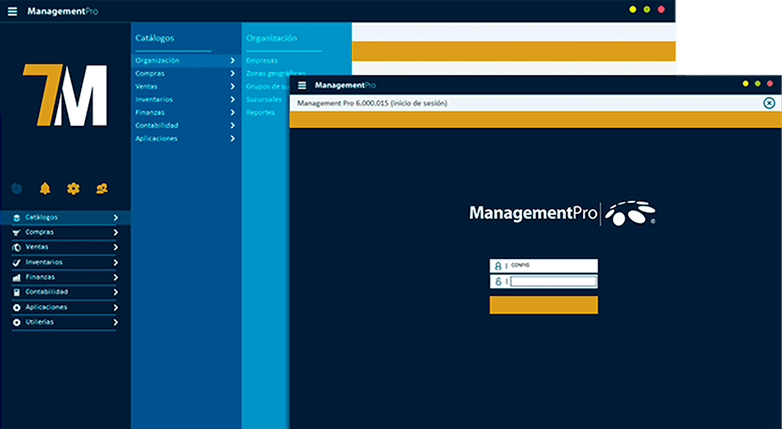 ManagementPro
7M
Catálogos
Compras
Ventas
Inventarios
Finanzas
Contabilidad
Aplicaciones
Utilerías
Catálogos
Organización
Compras
Ventas
Inventarios
Finanzas
Contabilidad
Aplicaciones
Organización
Empresas
Zonas geográficas
Grupos de su
Sucursales
Reportes
ManagementPro
Management Pro 6.000.015 (inicio de sesión)
ManagementPro ®
CONFIG